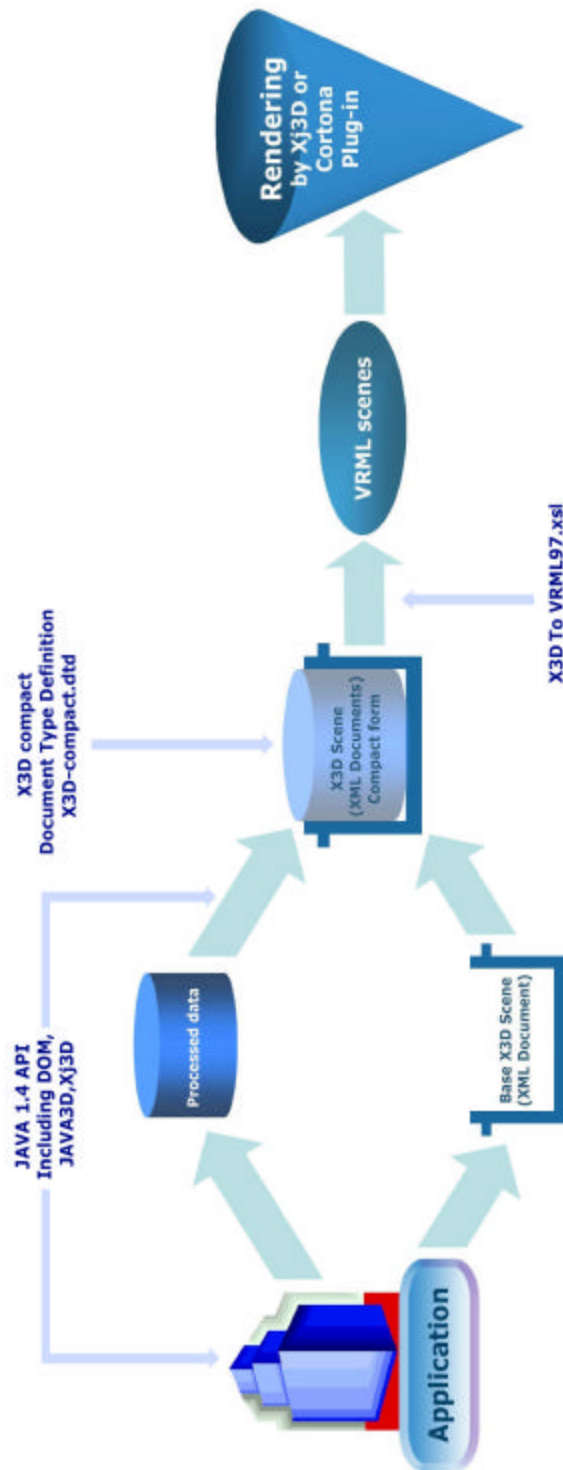 JAVA 1.4 API
Including DOM,
JAVA3D,Xj3D
X3D compact
Document Type Definition
X3D-compact.dtd
Application
Processed data
Base X3D Scene
(XML Document)
X3D Scene
(XML Documents)
Compact form
X3D To VRML97.xsl
VRML scenes
Rendering
by Xj3D or
Cortona
Plug-in